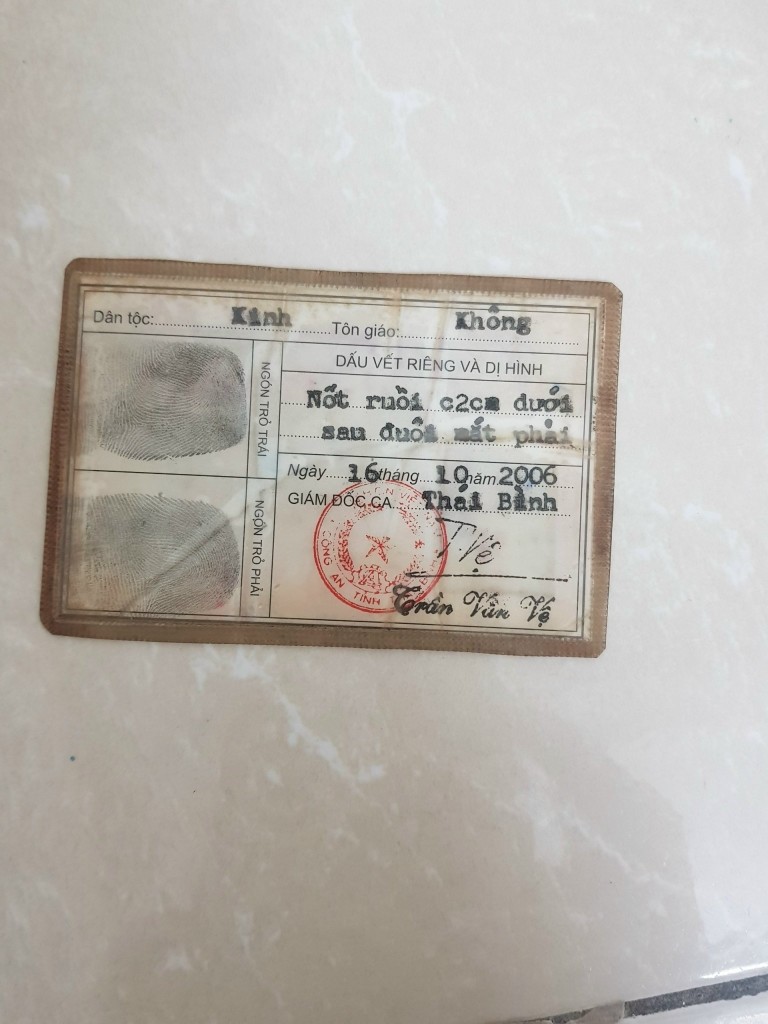 Dân tộc: Kinh Tôn giáo: Không
NGÓN TRỎ TRÁI
DẤU VẾT RIÊNG VÀ DỊ HÌNH
Nốt ruồi c2cm dưới
sau đuôi mắt phải
NGÓN TRỎ PHẢI
Ngày 16 tháng 10 năm 2006
GIÁM ĐỐC CA Thái Bình
CÔNG AN TỈNH
T.Vệ
Trần Văn Vệ